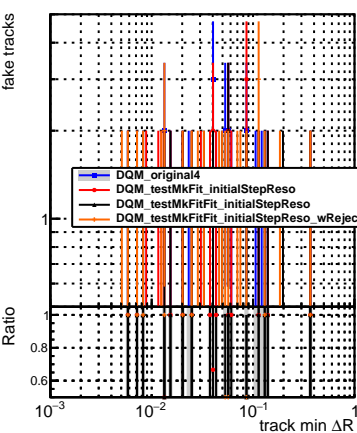 fake tracks
DQM_original4
DQM_testMkFit_initialStepReso
DQM_testMkFitFit_initialStepReso
DQM_testMkFitFit_initialStepReso_wRejec
1
Ratio
1
0.8
0.6
10⁻³ 10⁻² 10⁻¹ 1
track min ΔR